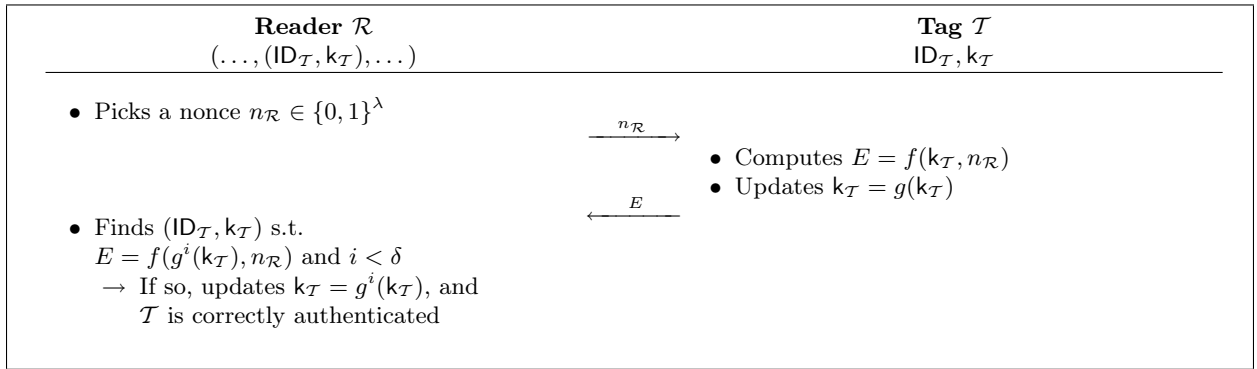 Reader ℛ
(…, (ID_𝒯, k_𝒯), …)
Tag 𝒯
ID_𝒯, k_𝒯
• Picks a nonce n_ℛ ∈ {0, 1}^λ
n_ℛ
• Computes E = f(k_𝒯, n_ℛ)
• Updates k_𝒯 = g(k_𝒯)
E
• Finds (ID_𝒯, k_𝒯) s.t.
E = f(g^i(k_𝒯), n_ℛ) and i < δ
→ If so, updates k_𝒯 = g^i(k_𝒯), and
𝒯 is correctly authenticated